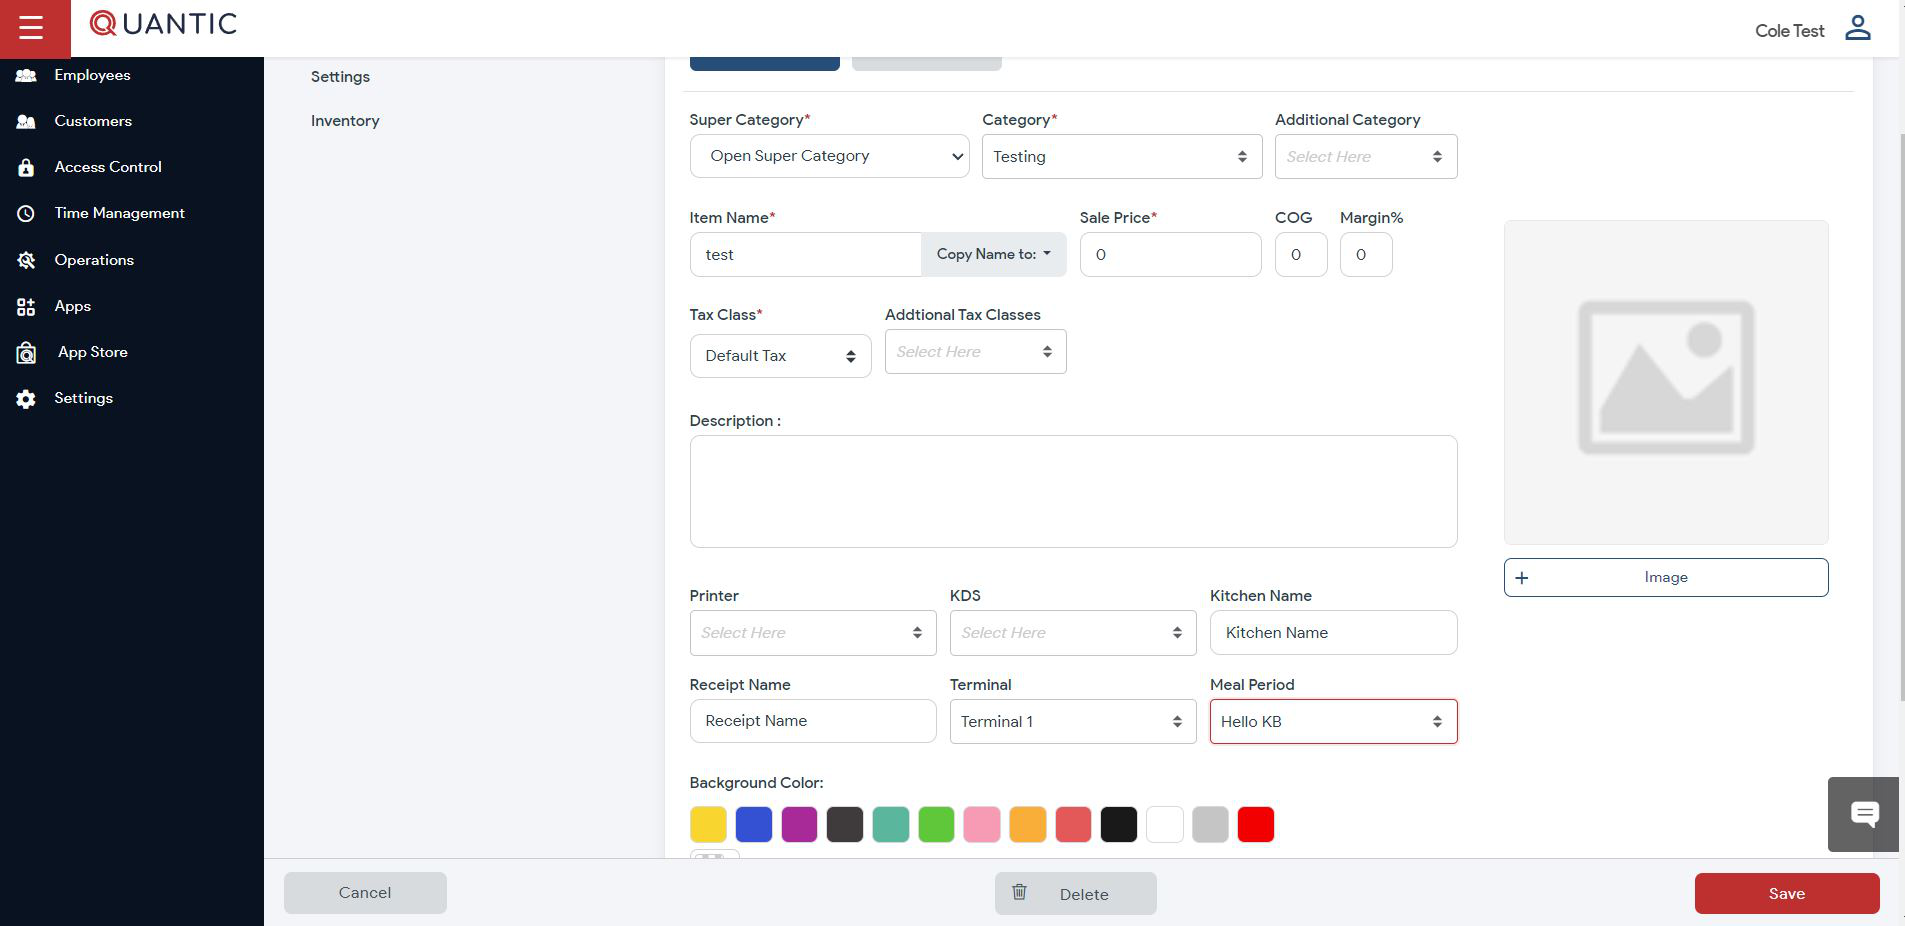 QUANTIC
Cole Test
Employees
Customers
Access Control
Time Management
Operations
Apps
App Store
Settings
Settings
Inventory
Super Category* Category* Additional Category
Open Super Category Testing Select Here
Item Name* Sale Price* COG Margin%
test Copy Name to: 0 0 0
Tax Class* Addtional Tax Classes
Default Tax Select Here
Description :
Image
Printer KDS Kitchen Name
Select Here Select Here Kitchen Name
Receipt Name Terminal Meal Period
Receipt Name Terminal 1 Hello KB
Background Color:
Cancel Delete Save